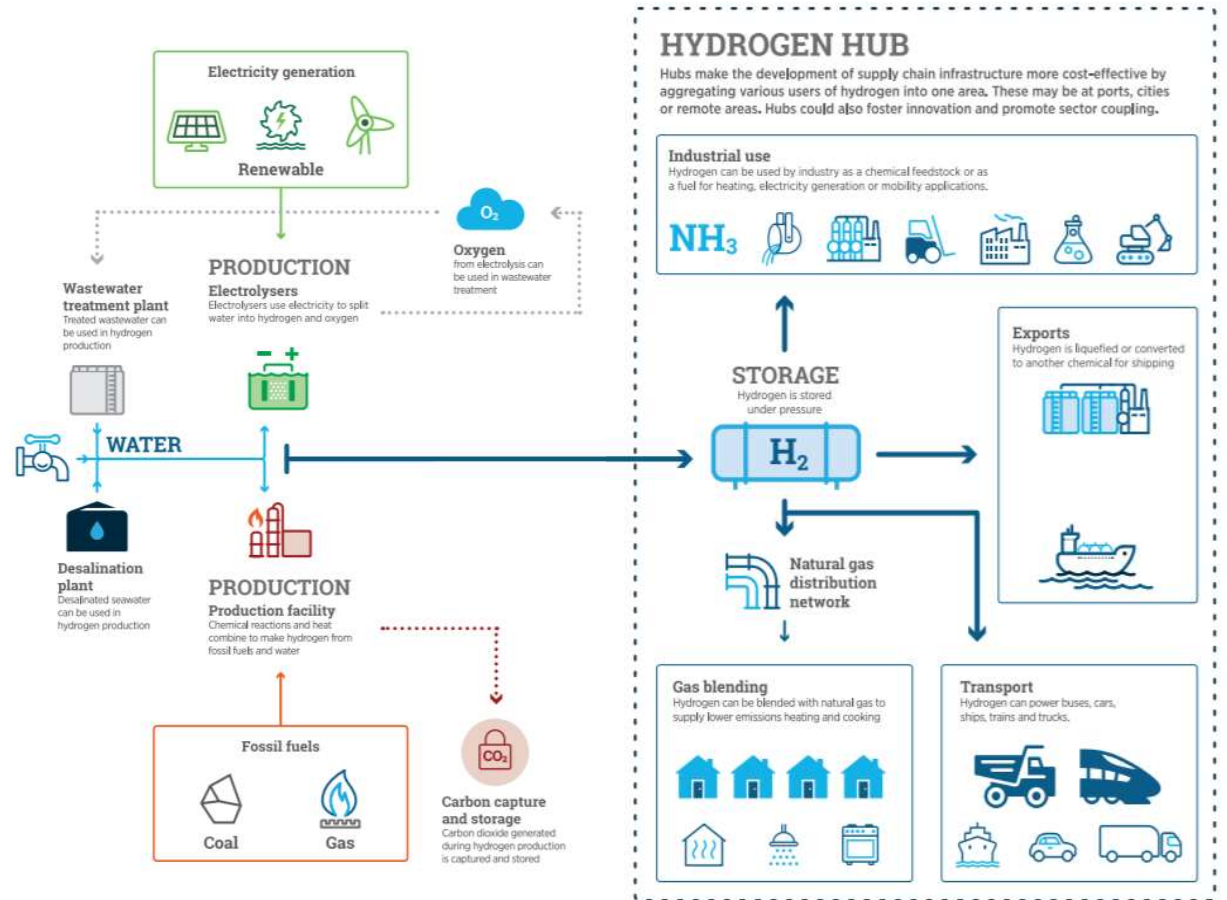 Electricity generation
Renewable
O₂
Oxygen
from electrolysis can
be used in wastewater
treatment
PRODUCTION
Electrolysers
Electrolysers use electricity to split
water into hydrogen and oxygen
Wastewater
treatment plant
Treated wastewater can
be used in hydrogen
production
- +
WATER
Desalination
plant
Desalinated seawater
can be used in
hydrogen production
PRODUCTION
Production facility
Chemical reactions and heat
combine to make hydrogen from
fossil fuels and water
Fossil fuels
Coal
Gas
CO₂
Carbon capture
and storage
Carbon dioxide generated
during hydrogen production
is captured and stored
HYDROGEN HUB
Hubs make the development of supply chain infrastructure more cost-effective by
aggregating various users of hydrogen into one area. These may be at ports, cities
or remote areas. Hubs could also foster innovation and promote sector coupling.
Industrial use
Hydrogen can be used by industry as a chemical feedstock or as
a fuel for heating, electricity generation or mobility applications.
NH₃
STORAGE
Hydrogen is stored
under pressure
H₂
Exports
Hydrogen is liquefied or converted
to another chemical for shipping
Natural gas
distribution
network
Gas blending
Hydrogen can be blended with natural gas to
supply lower emissions heating and cooking
Transport
Hydrogen can power buses, cars,
ships, trains and trucks.